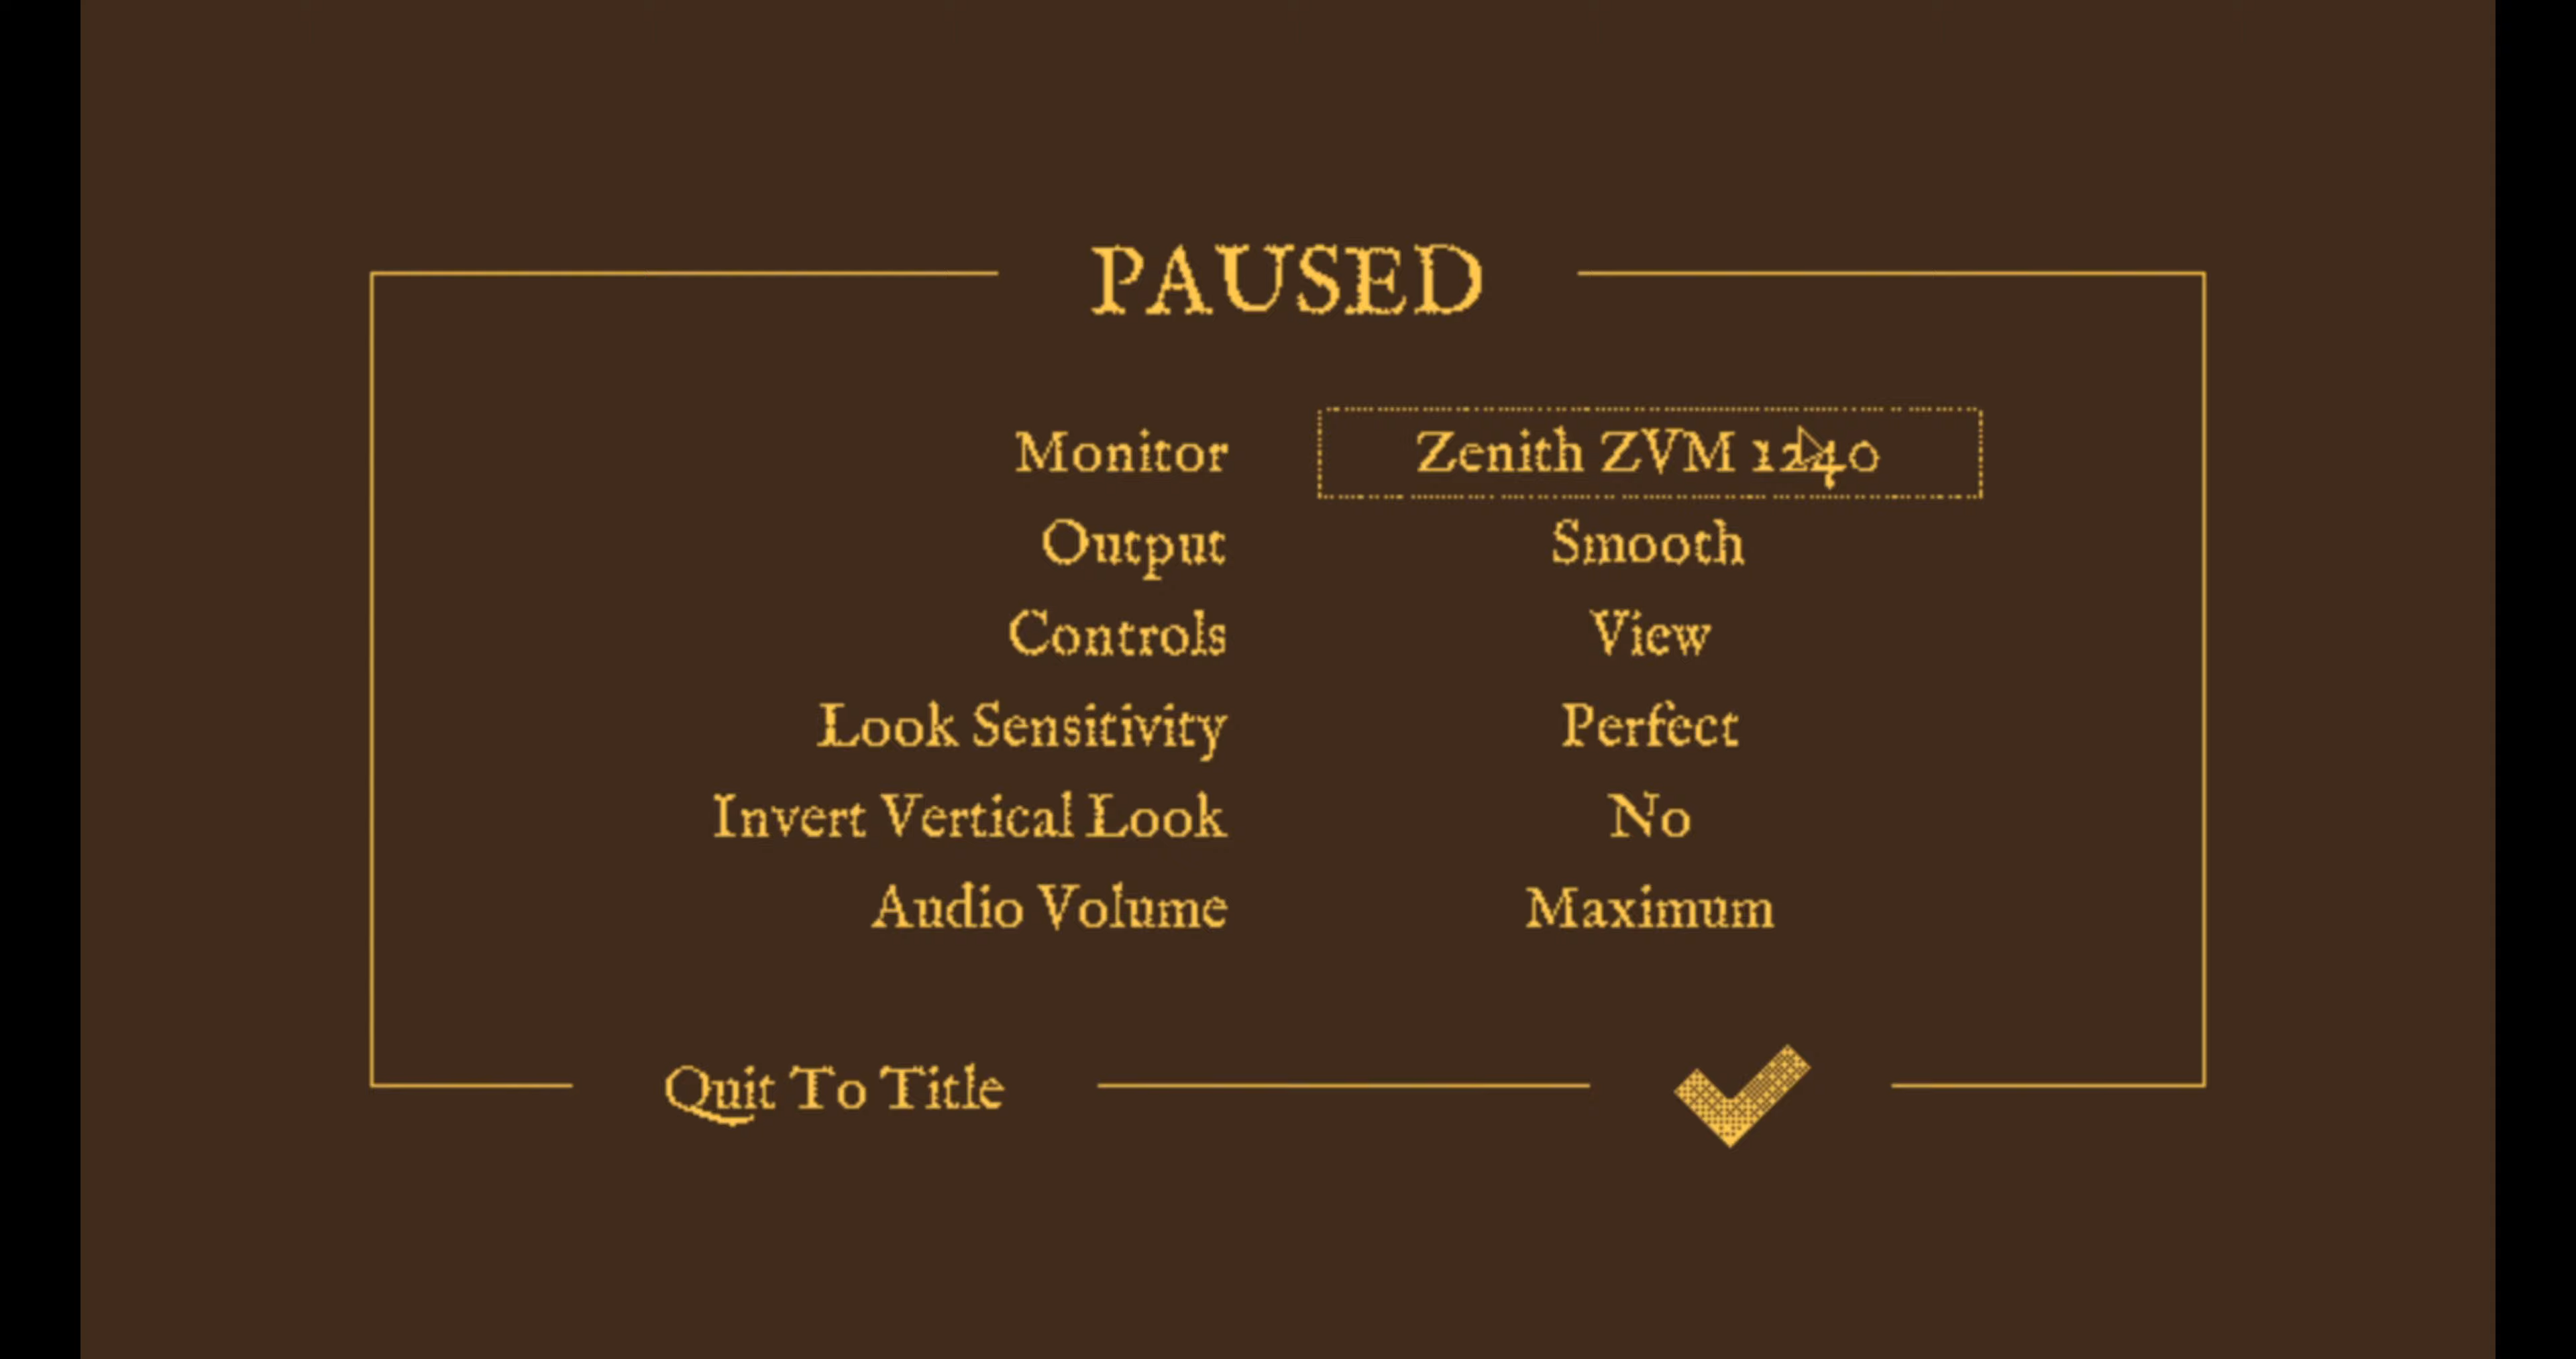 PAUSED
Monitor Zenith ZVM 1240
Output Smooth
Controls View
Look Sensitivity Perfect
Invert Vertical Look No
Audio Volume Maximum
Quit To Title